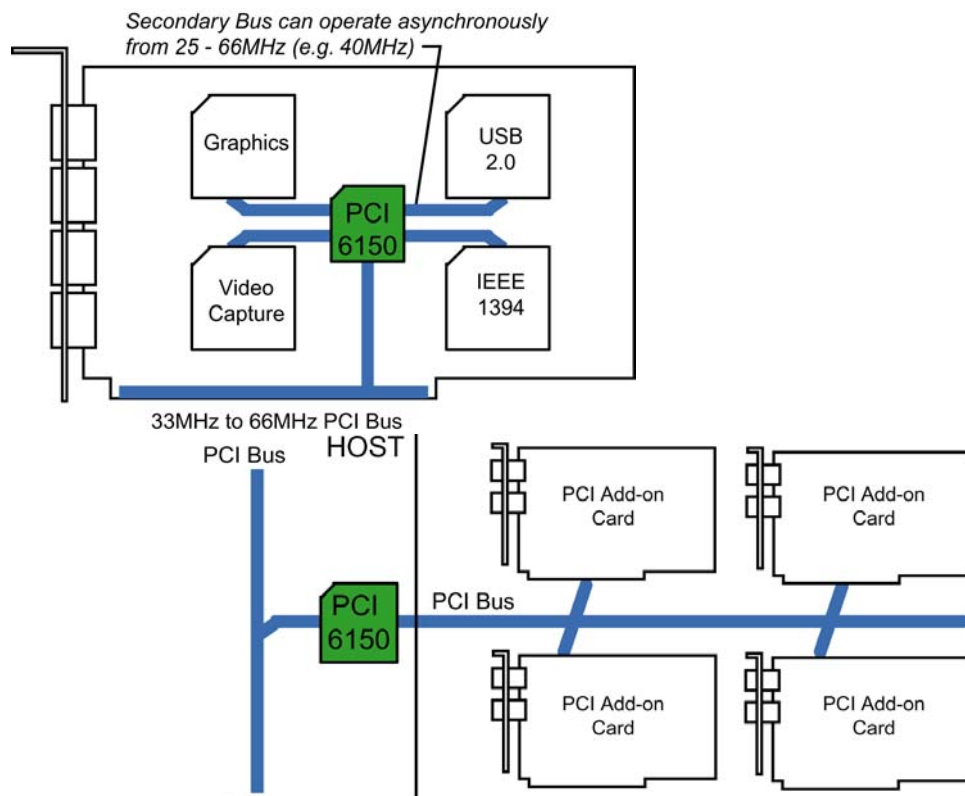 Secondary Bus can operate asynchronously
from 25 - 66MHz (e.g. 40MHz)
Graphics
USB
2.0
PCI
6150
Video
Capture
IEEE
1394
33MHz to 66MHz PCI Bus
PCI Bus
HOST
PCI Add-on
Card
PCI Add-on
Card
PCI
6150
PCI Bus
PCI Add-on
Card
PCI Add-on
Card